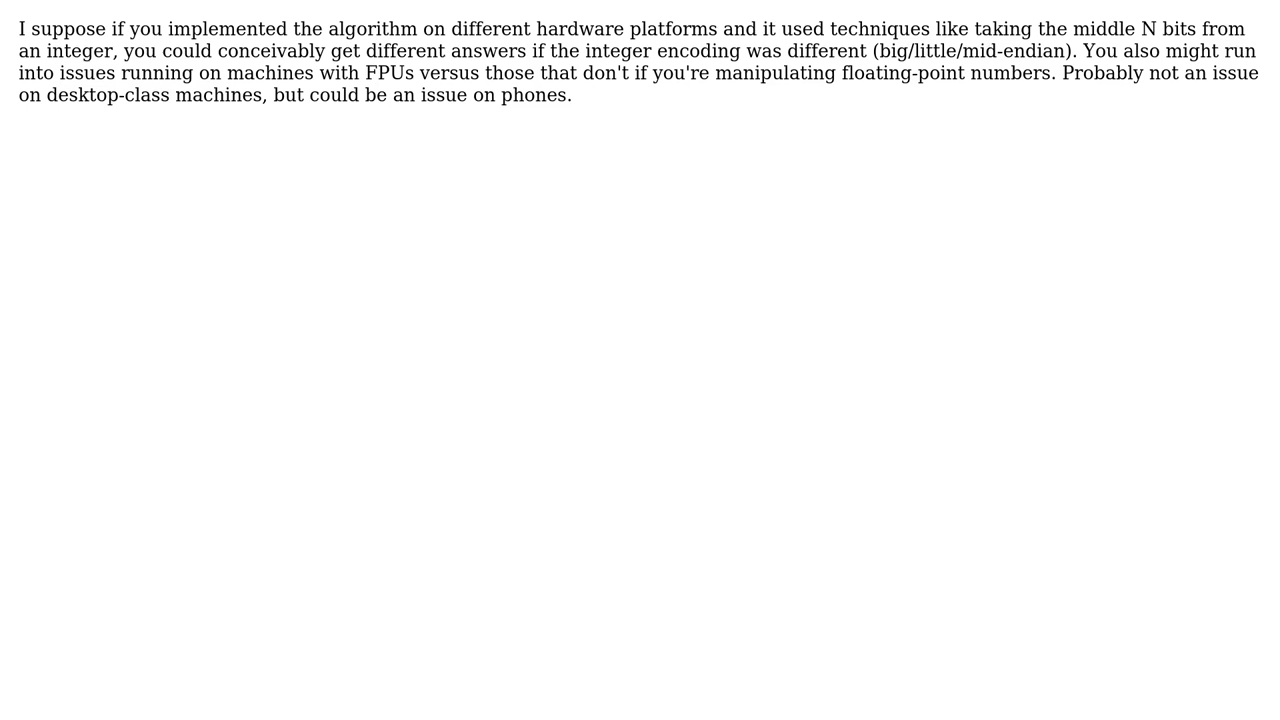 I suppose if you implemented the algorithm on different hardware platforms and it used techniques like taking the middle N bits from
an integer, you could conceivably get different answers if the integer encoding was different (big/little/mid-endian). You also might run
into issues running on machines with FPUs versus those that don't if you're manipulating floating-point numbers. Probably not an issue
on desktop-class machines, but could be an issue on phones.